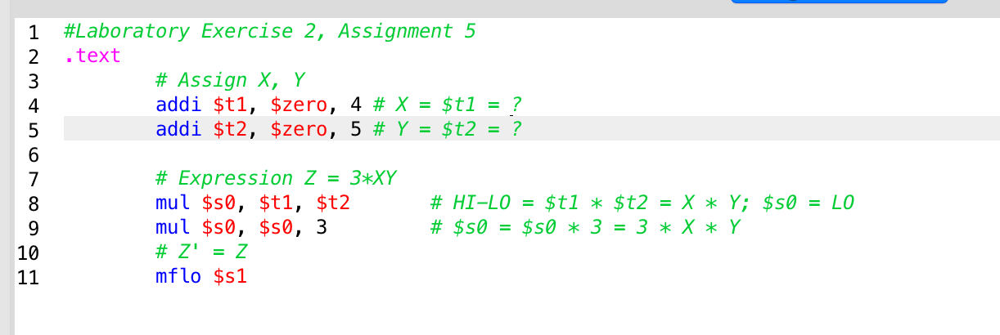 1 #Laboratory Exercise 2, Assignment 5
2 .text
3 # Assign X, Y
4 addi $t1, $zero, 4 # X = $t1 = ?
5 addi $t2, $zero, 5 # Y = $t2 = ?
6
7 # Expression Z = 3*XY
8 mul $s0, $t1, $t2 # HI-LO = $t1 * $t2 = X * Y; $s0 = LO
9 mul $s0, $s0, 3 # $s0 = $s0 * 3 = 3 * X * Y
10 # Z' = Z
11 mflo $s1